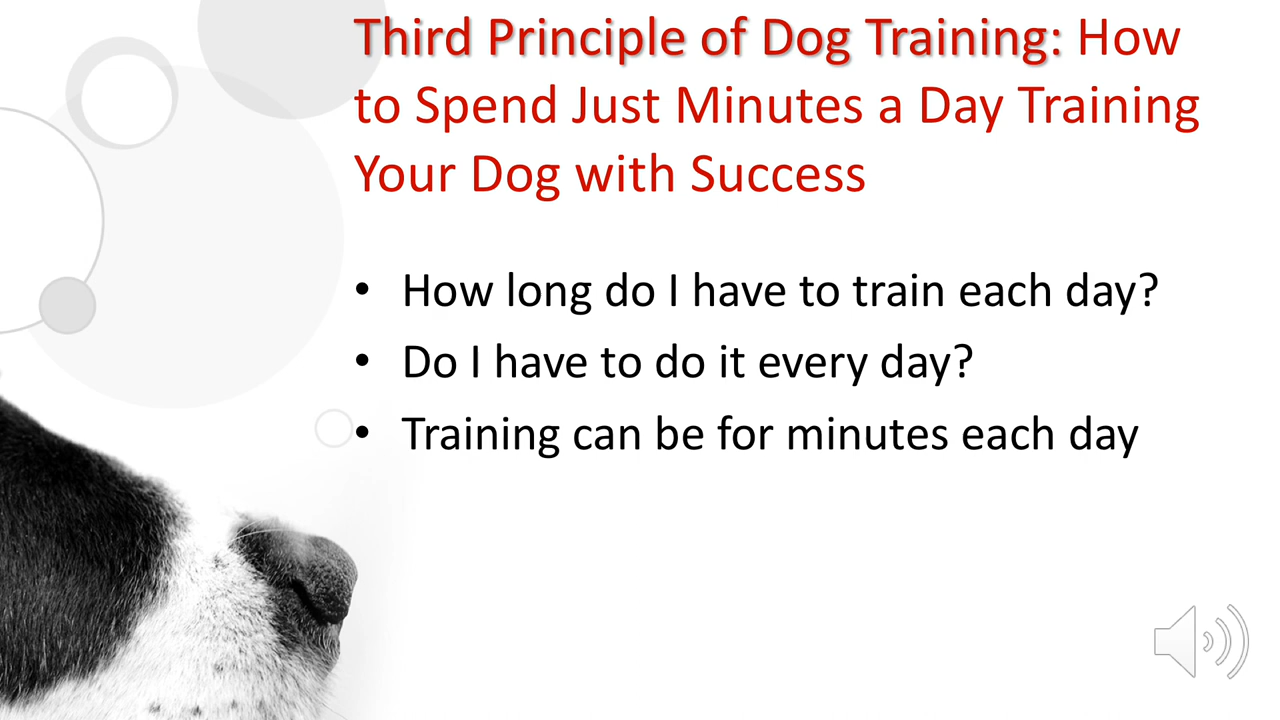 Third Principle of Dog Training: How
to Spend Just Minutes a Day Training
Your Dog with Success
• How long do I have to train each day?
• Do I have to do it every day?
• Training can be for minutes each day